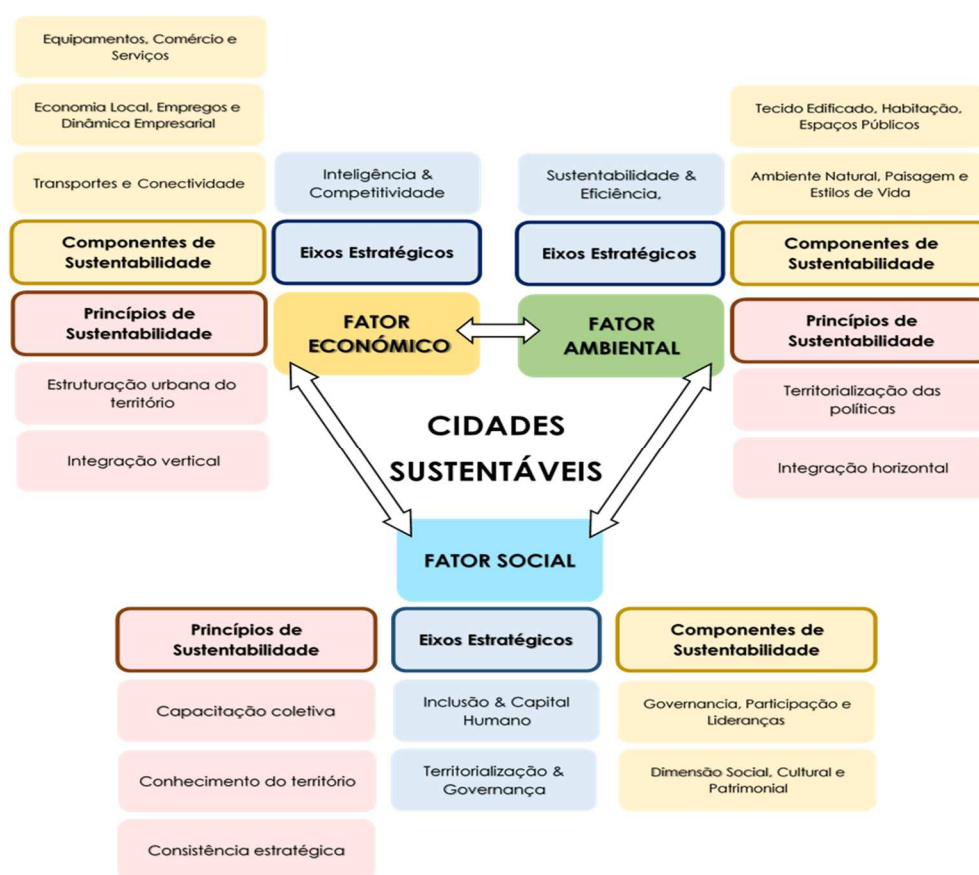 Equipamentos, Comércio e
Serviços
Economia Local, Empregos e
Dinâmica Empresarial
Transportes e Conectividade
Componentes de
Sustentabilidade
Princípios de
Sustentabilidade
Estruturação urbana do
território
Integração vertical
Inteligência &
Competitividade
Eixos Estratégicos
FATOR
ECONÓMICO
Sustentabilidade &
Eficiência,
Eixos Estratégicos
FATOR
AMBIENTAL
Tecido Edificado, Habitação,
Espaços Públicos
Ambiente Natural, Paisagem e
Estilos de Vida
Componentes de
Sustentabilidade
Princípios de
Sustentabilidade
Territorialização das
políticas
Integração horizontal
CIDADES
SUSTENTÁVEIS
FATOR SOCIAL
Princípios de
Sustentabilidade
Capacitação coletiva
Conhecimento do território
Consistência estratégica
Eixos Estratégicos
Inclusão & Capital
Humano
Territorialização &
Governança
Componentes de
Sustentabilidade
Governancia, Participação e
Lideranças
Dimensão Social, Cultural e
Patrimonial